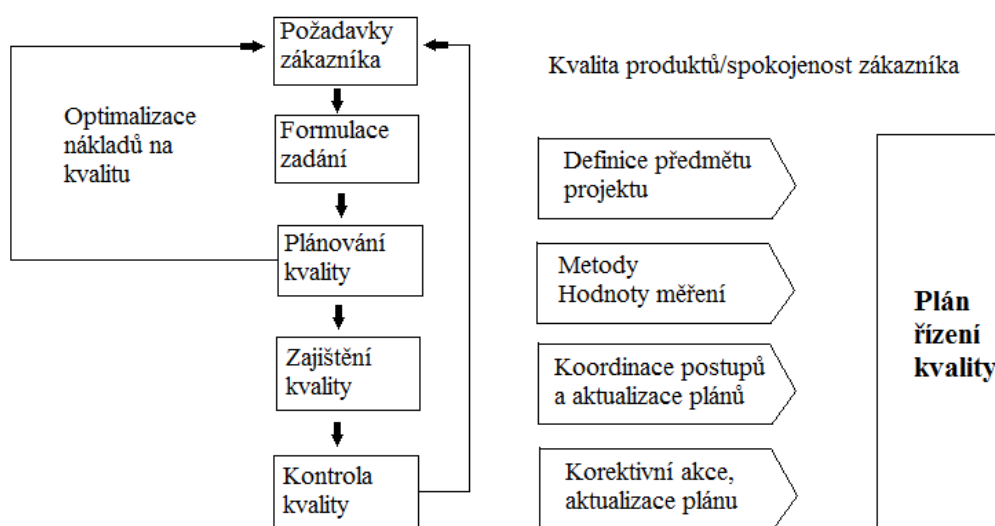 Požadavky
zákazníka
Kvalita produktů/spokojenost zákazníka
Optimalizace
nákladů na
kvalitu
Formulace
zadání
Definice předmětu
projektu
Plánování
kvality
Metody
Hodnoty měření
Plán
řízení
kvality
Zajištění
kvality
Koordinace postupů
a aktualizace plánů
Kontrola
kvality
Korektivní akce,
aktualizace plánu